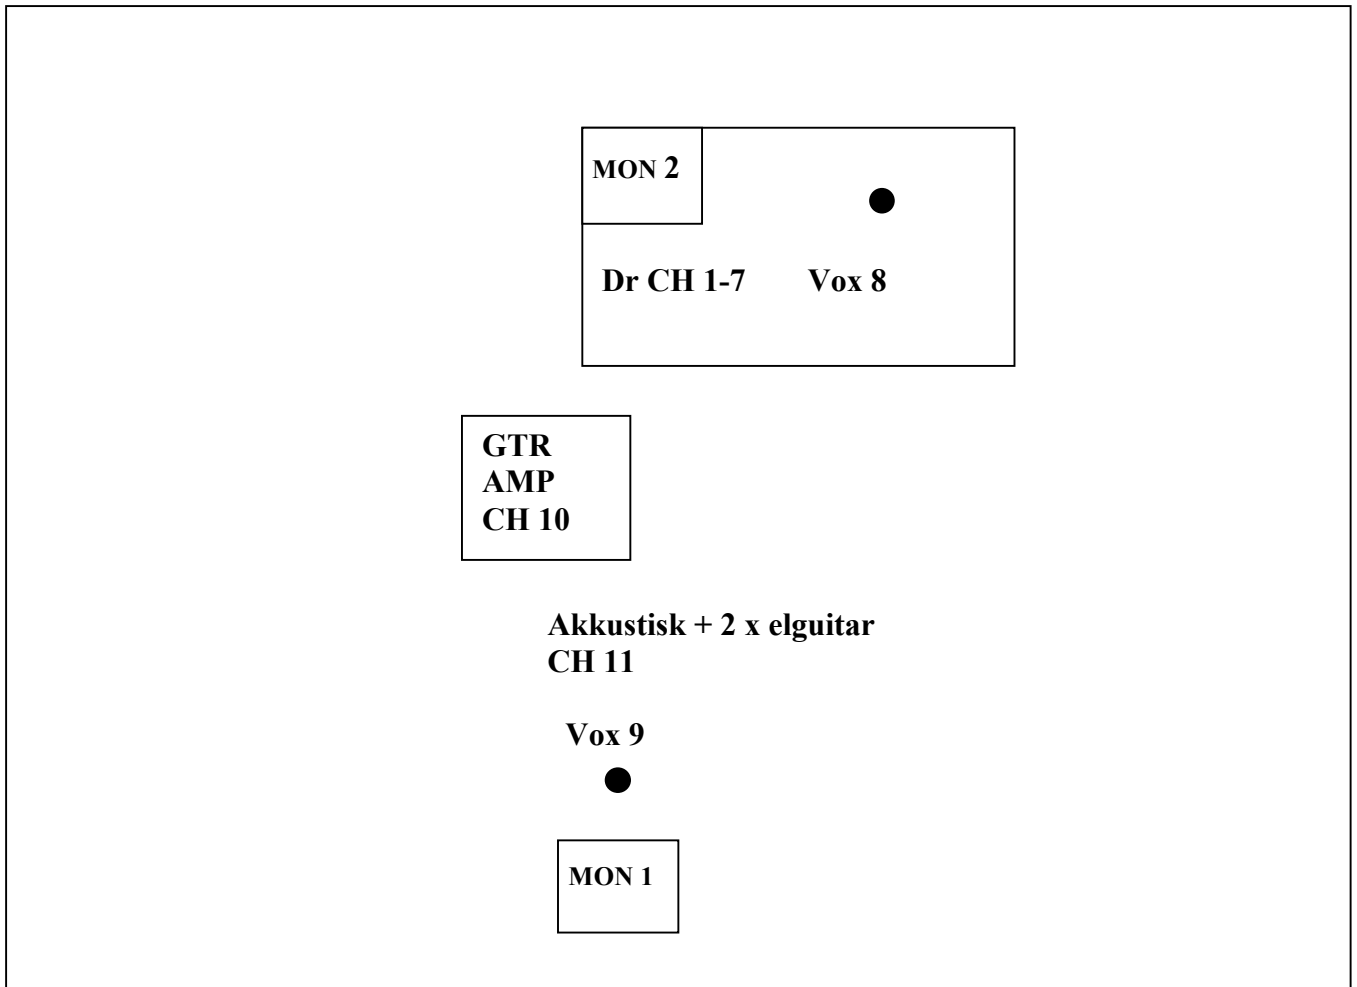 MON 2
Dr CH 1-7 Vox 8
GTR
AMP
CH 10
Akkustisk + 2 x elguitar
CH 11
Vox 9
MON 1